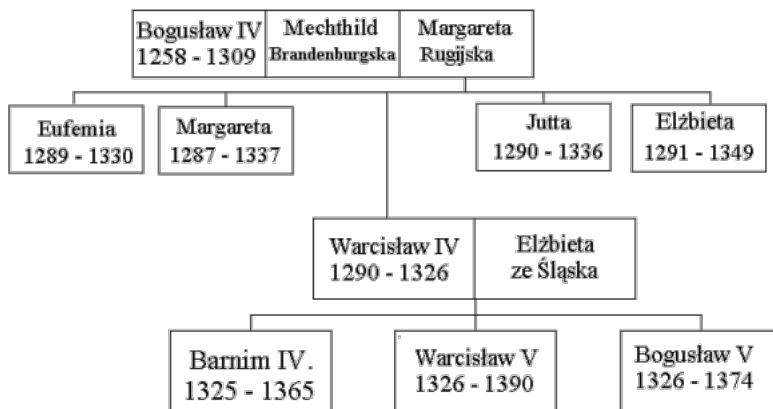 Bogusław IV
1258 - 1309
Mechthild
Brandenburgska
Margareta
Rugijska
Eufemia
1289 - 1330
Margareta
1287 - 1337
Jutta
1290 - 1336
Elżbieta
1291 - 1349
Warcisław IV
1290 - 1326
Elżbieta
ze Śląska
Barnim IV.
1325 - 1365
Warcisław V
1326 - 1390
Bogusław V
1326 - 1374